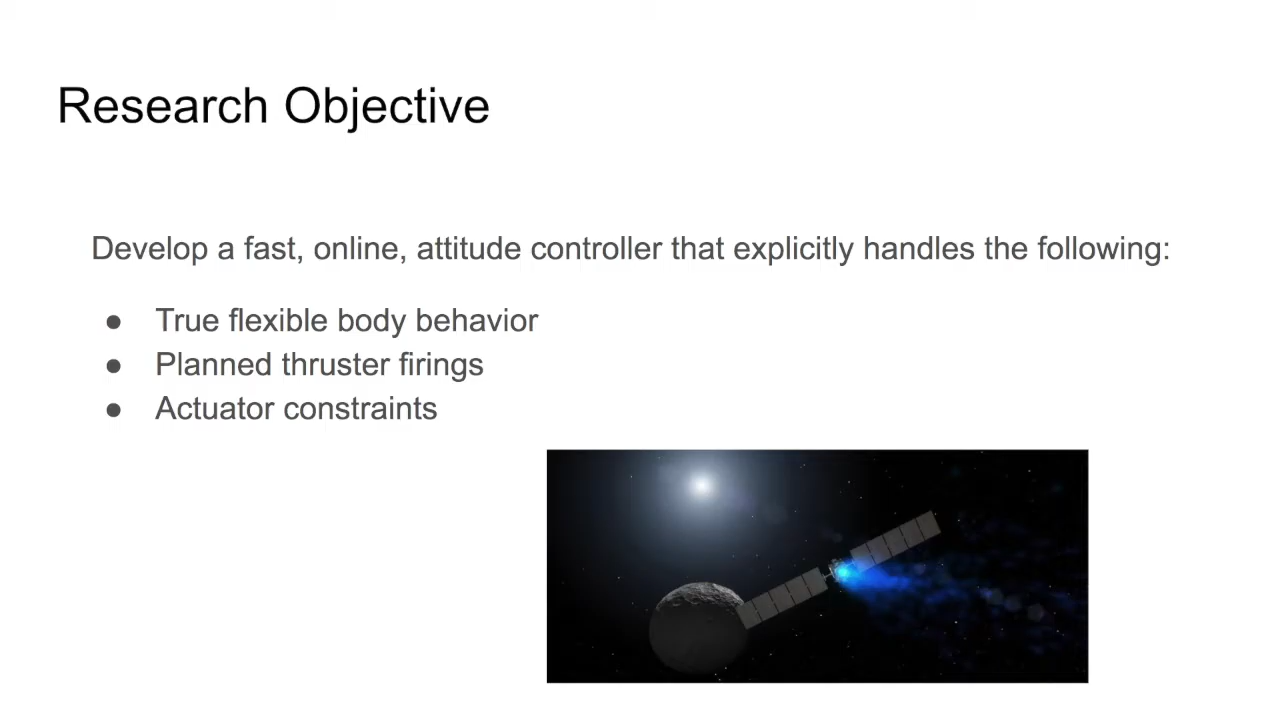 Research Objective
Develop a fast, online, attitude controller that explicitly handles the following:
● True flexible body behavior
● Planned thruster firings
● Actuator constraints